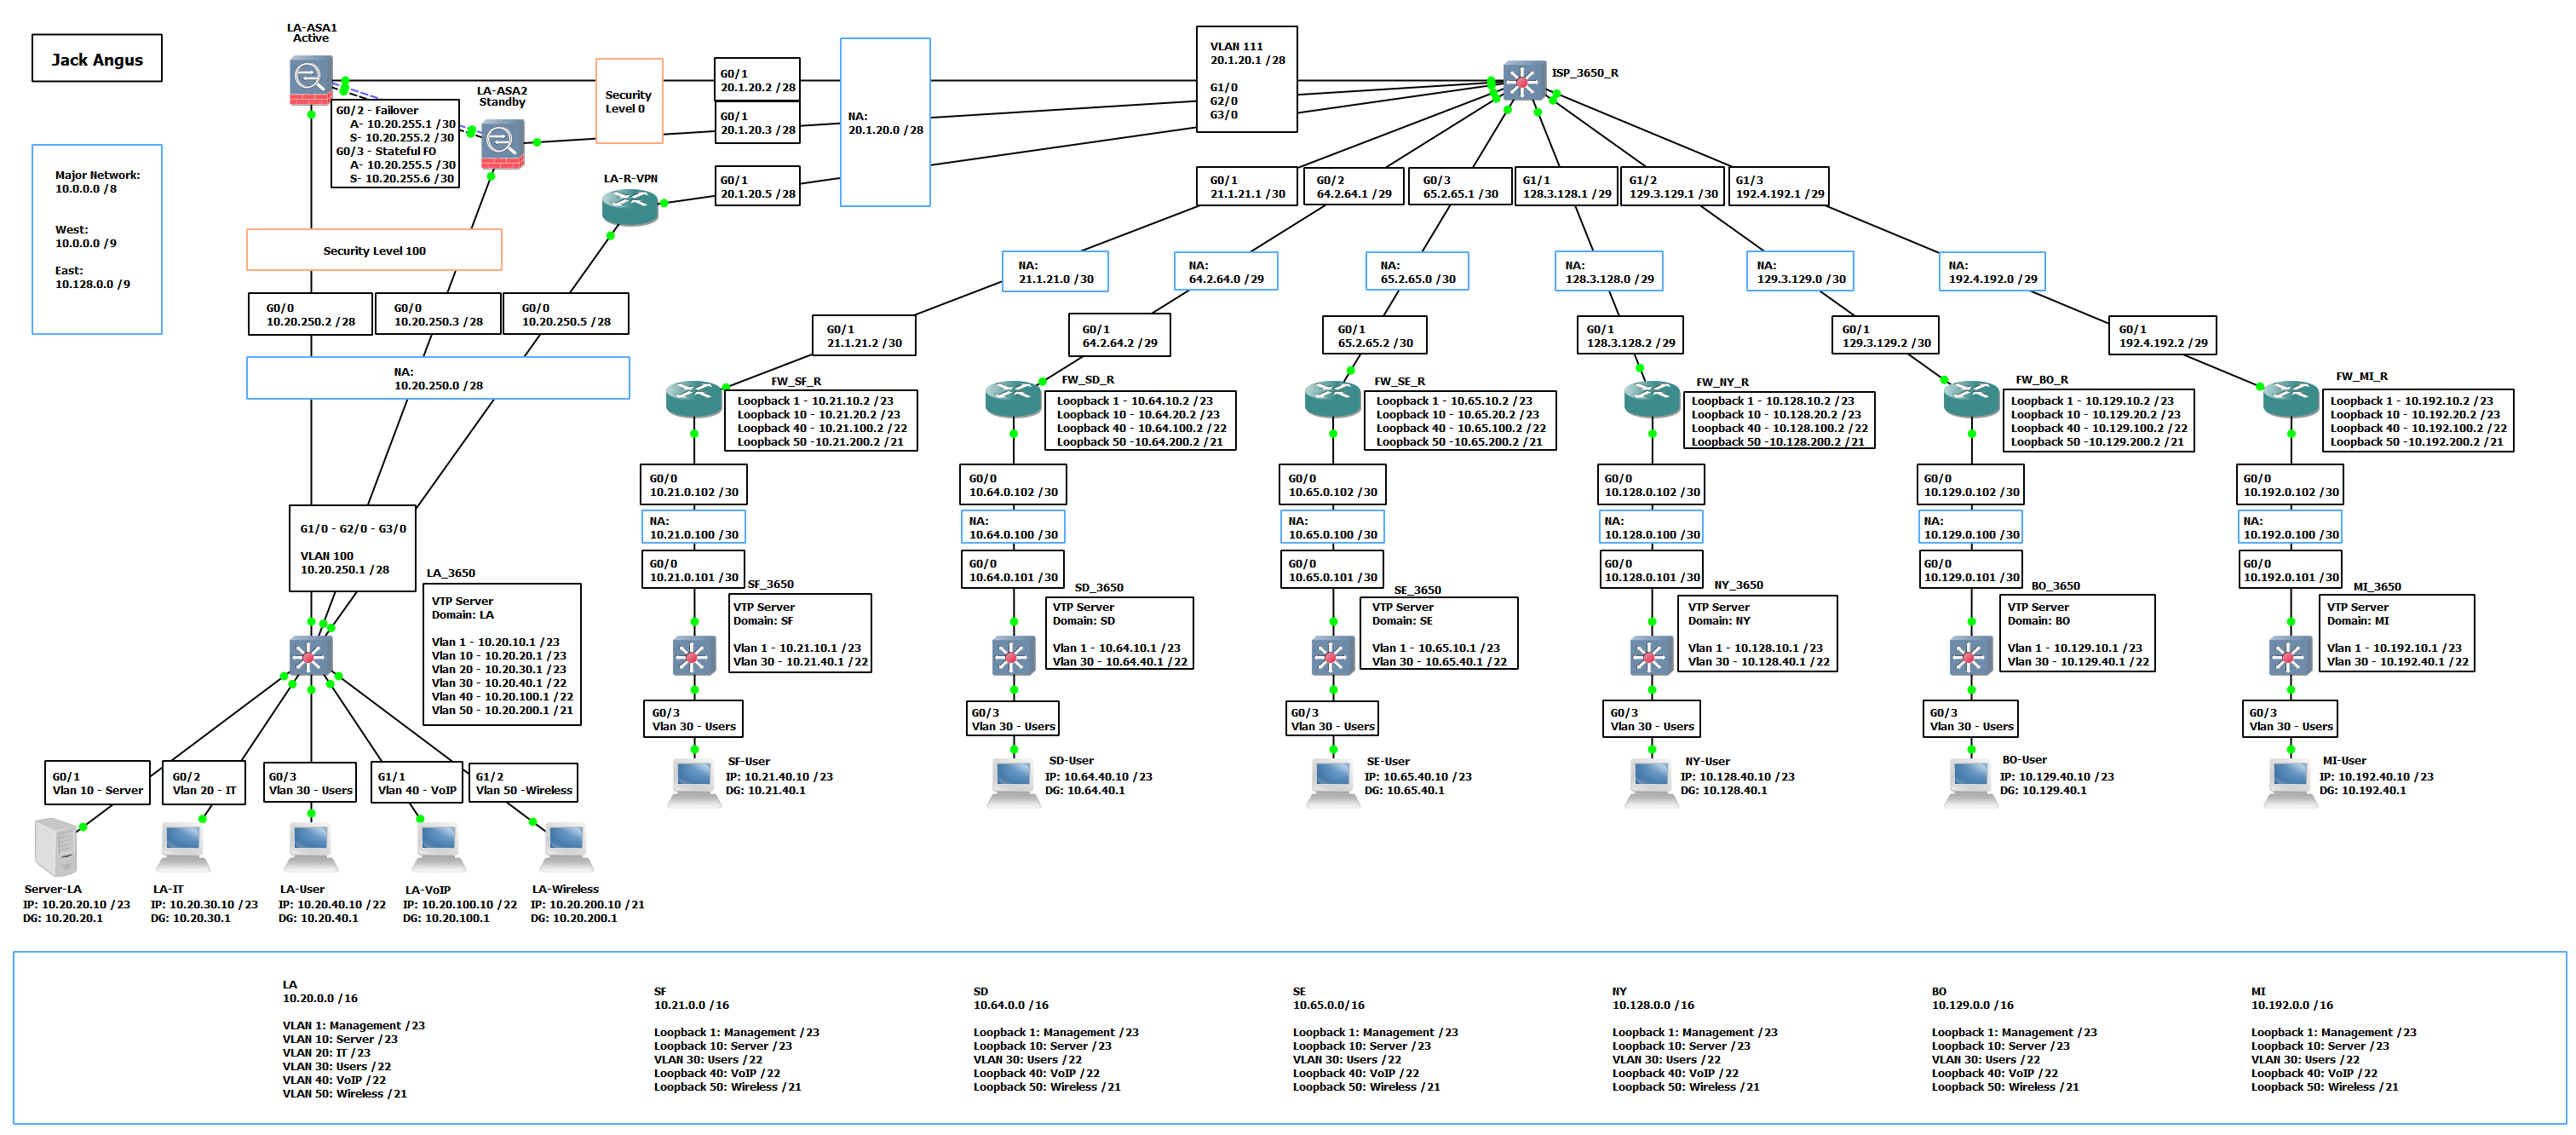 Jack Angus
Major Network:
10.0.0.0 /8
West:
10.0.0.0 /9
East:
10.128.0.0 /9
LA-ASA1
Active
LA-ASA2
Standby
G0/2 - Failover
A- 10.20.255.1 /30
S- 10.20.255.2 /30
G0/3 - Stateful FO
A- 10.20.255.5 /30
S- 10.20.255.6 /30
LA-R-VPN
Security
Level 0
G0/1
20.1.20.2 /28
G0/1
20.1.20.3 /28
G0/1
20.1.20.5 /28
NA:
20.1.20.0 /28
VLAN 111
20.1.20.1 /28
G1/0
G2/0
G3/0
ISP_3650_R
Security Level 100
G0/0
10.20.250.2 /28
G0/0
10.20.250.3 /28
G0/0
10.20.250.5 /28
NA:
10.20.250.0 /28
G1/0 - G2/0 - G3/0
VLAN 100
10.20.250.1 /28
LA_3650
VTP Server
Domain: LA
Vlan 1 - 10.20.10.1 /23
Vlan 10 - 10.20.20.1 /23
Vlan 20 - 10.20.30.1 /23
Vlan 30 - 10.20.40.1 /22
Vlan 40 - 10.20.100.1 /22
Vlan 50 - 10.20.200.1 /21
G0/1
Vlan 10 - Server
G0/2
Vlan 20 - IT
G0/3
Vlan 30 - Users
G1/1
Vlan 40 - VoIP
G1/2
Vlan 50 -Wireless
Server-LA
IP: 10.20.20.10 /23
DG: 10.20.20.1
LA-IT
IP: 10.20.30.10 /23
DG: 10.20.30.1
LA-User
IP: 10.20.40.10 /22
DG: 10.20.40.1
LA-VoIP
IP: 10.20.100.10 /22
DG: 10.20.100.1
LA-Wireless
IP: 10.20.200.10 /21
DG: 10.20.200.1
G0/1
21.1.21.1 /30
G0/2
64.2.64.1 /29
G0/3
65.2.65.1 /30
G1/1
128.3.128.1 /29
G1/2
129.3.129.1 /30
G1/3
192.4.192.1 /29
NA:
21.1.21.0 /30
NA:
64.2.64.0 /29
NA:
65.2.65.0 /30
NA:
128.3.128.0 /29
NA:
129.3.129.0 /30
NA:
192.4.192.0 /29
G0/1
21.1.21.2 /30
G0/1
64.2.64.2 /29
G0/1
65.2.65.2 /30
G0/1
128.3.128.2 /29
G0/1
129.3.129.2 /30
G0/1
192.4.192.2 /29
FW_SF_R
Loopback 1 - 10.21.10.2 /23
Loopback 10 - 10.21.20.2 /23
Loopback 40 - 10.21.100.2 /22
Loopback 50 -10.21.200.2 /21
FW_SD_R
Loopback 1 - 10.64.10.2 /23
Loopback 10 - 10.64.20.2 /23
Loopback 40 - 10.64.100.2 /22
Loopback 50 -10.64.200.2 /21
FW_SE_R
Loopback 1 - 10.65.10.2 /23
Loopback 10 - 10.65.20.2 /23
Loopback 40 - 10.65.100.2 /22
Loopback 50 -10.65.200.2 /21
FW_NY_R
Loopback 1 - 10.128.10.2 /23
Loopback 10 - 10.128.20.2 /23
Loopback 40 - 10.128.100.2 /22
Loopback 50 -10.128.200.2 /21
FW_BO_R
Loopback 1 - 10.129.10.2 /23
Loopback 10 - 10.129.20.2 /23
Loopback 40 - 10.129.100.2 /22
Loopback 50 -10.129.200.2 /21
FW_MI_R
Loopback 1 - 10.192.10.2 /23
Loopback 10 - 10.192.20.2 /23
Loopback 40 - 10.192.100.2 /22
Loopback 50 -10.192.200.2 /21
G0/0
10.21.0.102 /30
NA:
10.21.0.100 /30
G0/0
10.21.0.101 /30
G0/0
10.64.0.102 /30
NA:
10.64.0.100 /30
G0/0
10.64.0.101 /30
G0/0
10.65.0.102 /30
NA:
10.65.0.100 /30
G0/0
10.65.0.101 /30
G0/0
10.128.0.102 /30
NA:
10.128.0.100 /30
G0/0
10.128.0.101 /30
G0/0
10.129.0.102 /30
NA:
10.129.0.100 /30
G0/0
10.129.0.101 /30
G0/0
10.192.0.102 /30
NA:
10.192.0.100 /30
G0/0
10.192.0.101 /30
SF_3650
VTP Server
Domain: SF
Vlan 1 - 10.21.10.1 /23
Vlan 30 - 10.21.40.1 /22
SD_3650
VTP Server
Domain: SD
Vlan 1 - 10.64.10.1 /23
Vlan 30 - 10.64.40.1 /22
SE_3650
VTP Server
Domain: SE
Vlan 1 - 10.65.10.1 /23
Vlan 30 - 10.65.40.1 /22
NY_3650
VTP Server
Domain: NY
Vlan 1 - 10.128.10.1 /23
Vlan 30 - 10.128.40.1 /22
BO_3650
VTP Server
Domain: BO
Vlan 1 - 10.129.10.1 /23
Vlan 30 - 10.129.40.1 /22
MI_3650
VTP Server
Domain: MI
Vlan 1 - 10.192.10.1 /23
Vlan 30 - 10.192.40.1 /22
G0/3
Vlan 30 - Users
G0/3
Vlan 30 - Users
G0/3
Vlan 30 - Users
G0/3
Vlan 30 - Users
G0/3
Vlan 30 - Users
G0/3
Vlan 30 - Users
SF-User
IP: 10.21.40.10 /23
DG: 10.21.40.1
SD-User
IP: 10.64.40.10 /23
DG: 10.64.40.1
SE-User
IP: 10.65.40.10 /23
DG: 10.65.40.1
NY-User
IP: 10.128.40.10 /23
DG: 10.128.40.1
BO-User
IP: 10.129.40.10 /23
DG: 10.129.40.1
MI-User
IP: 10.192.40.10 /23
DG: 10.192.40.1
LA
10.20.0.0 /16
VLAN 1: Management /23
VLAN 10: Server /23
VLAN 20: IT /23
VLAN 30: Users /22
VLAN 40: VoIP /22
VLAN 50: Wireless /21
SF
10.21.0.0 /16
Loopback 1: Management /23
Loopback 10: Server /23
VLAN 30: Users /22
Loopback 40: VoIP /22
Loopback 50: Wireless /21
SD
10.64.0.0 /16
Loopback 1: Management /23
Loopback 10: Server /23
VLAN 30: Users /22
Loopback 40: VoIP /22
Loopback 50: Wireless /21
SE
10.65.0.0/16
Loopback 1: Management /23
Loopback 10: Server /23
VLAN 30: Users /22
Loopback 40: VoIP /22
Loopback 50: Wireless /21
NY
10.128.0.0 /16
Loopback 1: Management /23
Loopback 10: Server /23
VLAN 30: Users /22
Loopback 40: VoIP /22
Loopback 50: Wireless /21
BO
10.129.0.0 /16
Loopback 1: Management /23
Loopback 10: Server /23
VLAN 30: Users /22
Loopback 40: VoIP /22
Loopback 50: Wireless /21
MI
10.192.0.0 /16
Loopback 1: Management /23
Loopback 10: Server /23
VLAN 30: Users /22
Loopback 40: VoIP /22
Loopback 50: Wireless /21